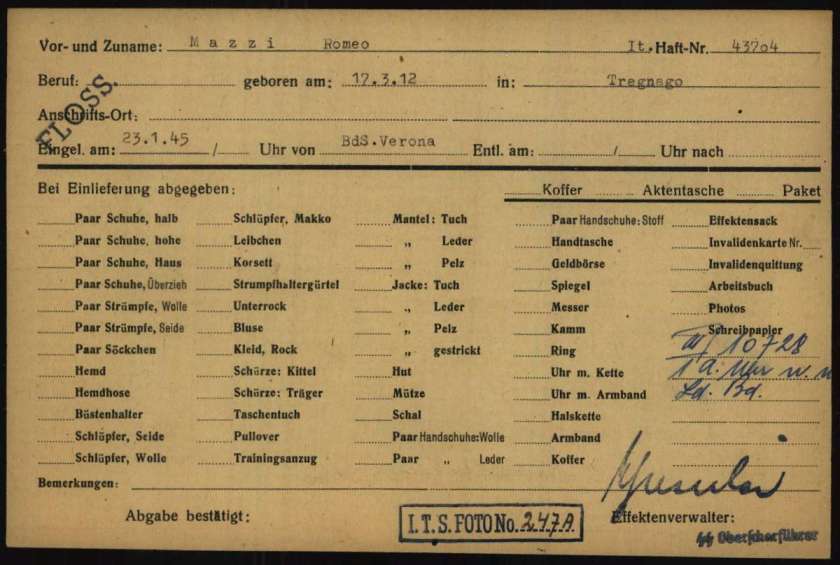 Vor- und Zuname: Mazzi Romeo It. Haft-Nr. 43704
Beruf: geboren am: 17.3.12 in: Tregnago
FLOSS.
Anschrifts-Ort:
Eingel. am: 23.1.45 / Uhr von BdS.Verona Entl. am: / Uhr nach
Bei Einlieferung abgegeben: Koffer Aktentasche Paket
Paar Schuhe, halb Schlüpfer, Makko Mantel: Tuch Paar Handschuhe: Stoff Effektensack
Paar Schuhe, hohe Leibchen „ Leder Handtasche Invalidenkarte Nr.
Paar Schuhe, Haus Korsett „ Pelz Geldbörse Invalidenquittung
Paar Schuhe, Überzieh Strumpfhaltergürtel Jacke: Tuch Spiegel Arbeitsbuch
Paar Strümpfe, Wolle Unterrock „ Leder Messer Photos
Paar Strümpfe, Seide Bluse „ Pelz Kamm Schreibpapier
Paar Söckchen Kleid, Rock „ gestrickt Ring 10728
Hemd Schürze: Kittel Hut Uhr m. Kette 1 a. Uhr
Hemdhose Schürze: Träger Mütze Uhr m. Armband Bd.
Büstenhalter Taschentuch Schal Halskette
Schlüpfer, Seide Pullover Paar Handschuhe: Wolle Armband
Schlüpfer, Wolle Trainingsanzug Paar „ Leder Koffer
Bemerkungen:
Abgabe bestätigt: I.T.S. FOTO No. 247A Effektenverwalter:
SS Oberscharführer